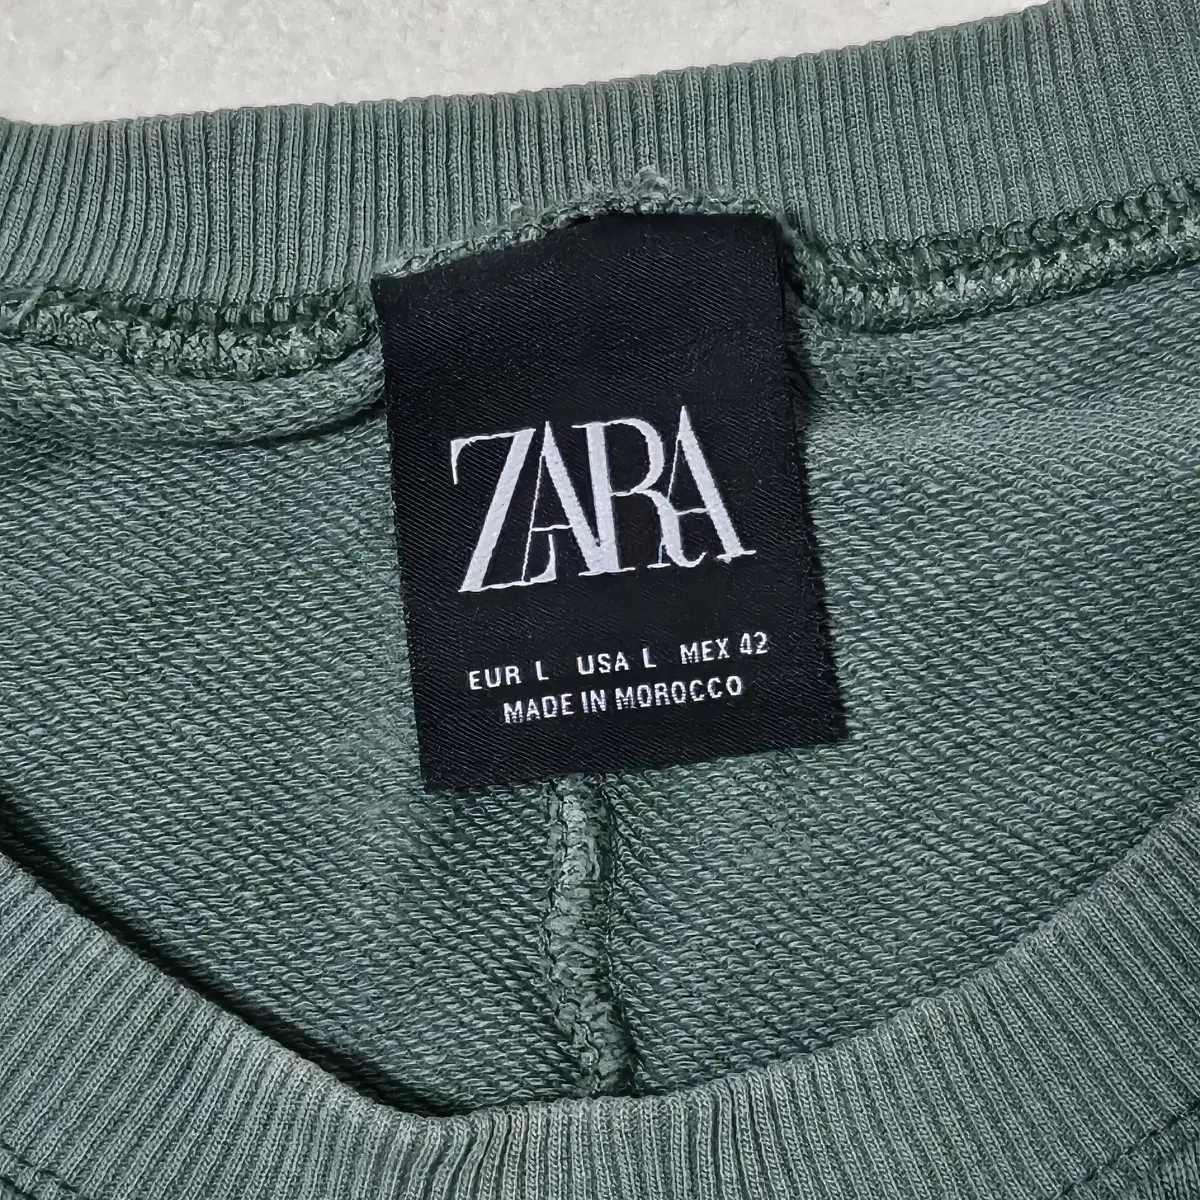 ZARA
EUR L USA L MEX 42
MADE IN MOROCCO